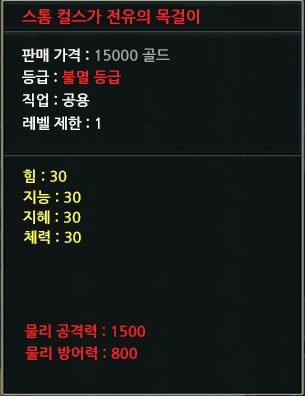 스톰 컬스가 전유의 목걸이
판매 가격 : 15000 골드
등급 : 불멸 등급
직업 : 공용
레벨 제한 : 1
힘 : 30
지능 : 30
지혜 : 30
체력 : 30
물리 공격력 : 1500
물리 방어력 : 800